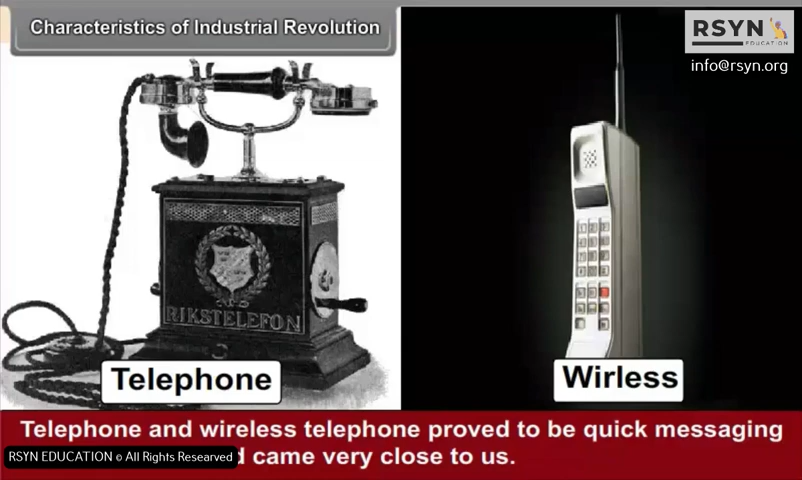 Characteristics of Industrial Revolution
RSYN
EDUCATION
info@rsyn.org
RIKSTELEFON
Telephone
Wirless
Telephone and wireless telephone proved to be quick messaging
RSYN EDUCATION © All Rights Researved
came very close to us.